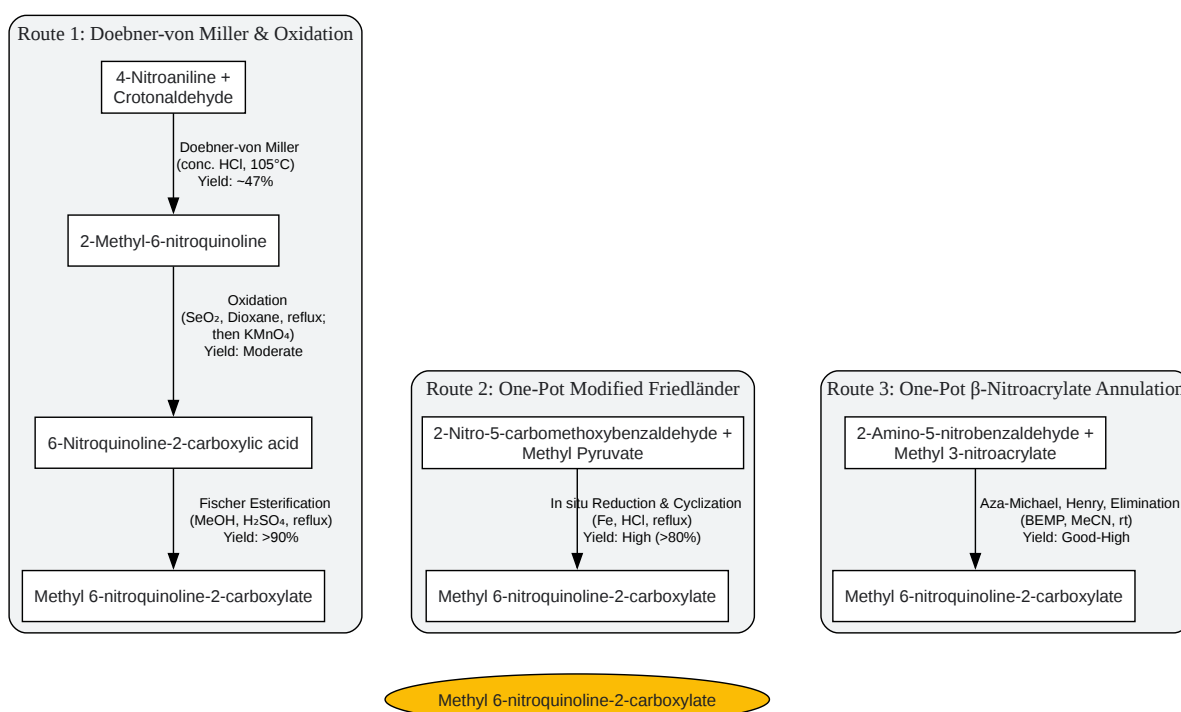 Route 1: Doebner-von Miller & Oxidation
4-Nitroaniline +
Crotonaldehyde
Doebner-von Miller
(conc. HCl, 105°C)
Yield: ~47%
2-Methyl-6-nitroquinoline
Oxidation
(SeO₂, Dioxane, reflux;
then KMnO₄)
Yield: Moderate
6-Nitroquinoline-2-carboxylic acid
Fischer Esterification
(MeOH, H₂SO₄, reflux)
Yield: >90%
Methyl 6-nitroquinoline-2-carboxylate
Route 2: One-Pot Modified Friedländer
2-Nitro-5-carbomethoxybenzaldehyde +
Methyl Pyruvate
In situ Reduction & Cyclization
(Fe, HCl, reflux)
Yield: High (>80%)
Methyl 6-nitroquinoline-2-carboxylate
Route 3: One-Pot β-Nitroacrylate Annulation
2-Amino-5-nitrobenzaldehyde +
Methyl 3-nitroacrylate
Aza-Michael, Henry, Elimination
(BEMP, MeCN, rt)
Yield: Good-High
Methyl 6-nitroquinoline-2-carboxylate
Methyl 6-nitroquinoline-2-carboxylate